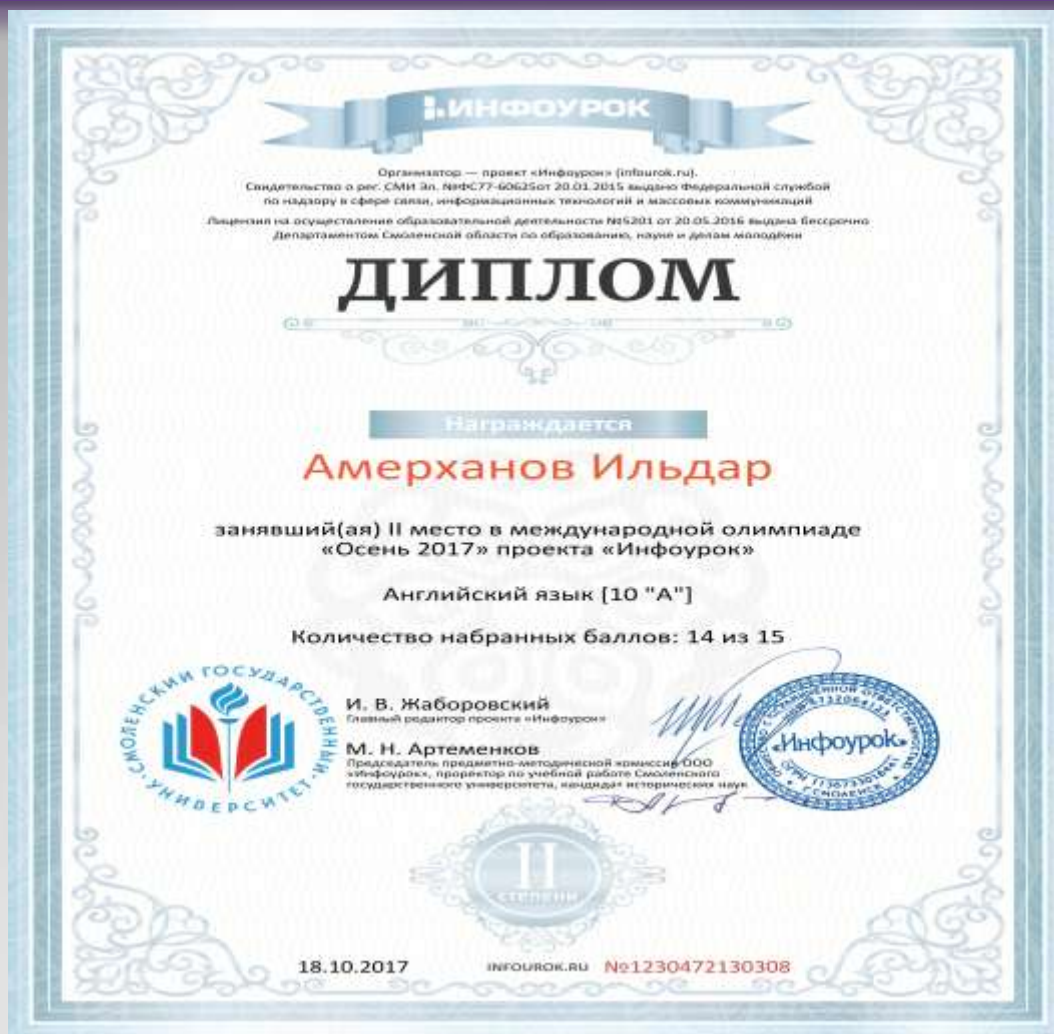 ИНФОУРОК
Организатор — проект «Инфоурок» (infourok.ru).
Свидетельство о рег. СМИ Эл. №ФС77-60625от 20.01.2015 выдано Федеральной службой
по надзору в сфере связи, информационных технологий и массовых коммуникаций
Лицензия на осуществление образовательной деятельности №5201 от 20.05.2016 выдана бессрочно
Департаментом Смоленской области по образованию, науке и делам молодёжи
ДИПЛОМ
Награждается
Амерханов Ильдар
занявший(ая) II место в международной олимпиаде
«Осень 2017» проекта «Инфоурок»
Английский язык [10 "А"]
Количество набранных баллов: 14 из 15
СМОЛЕНСКИЙ ГОСУДАРСТВЕННЫЙ УНИВЕРСИТЕТ
И. В. Жаборовский
Главный редактор проекта «Инфоурок»
М. Н. Артеменков
Председатель предметно-методической комиссии ООО
«Инфоурок», проректор по учебной работе Смоленского
государственного университета, кандидат исторических наук
«Инфоурок»
г. СМОЛЕНСК
II
СТЕПЕНИ
18.10.2017 INFOUROK.RU №1230472130308